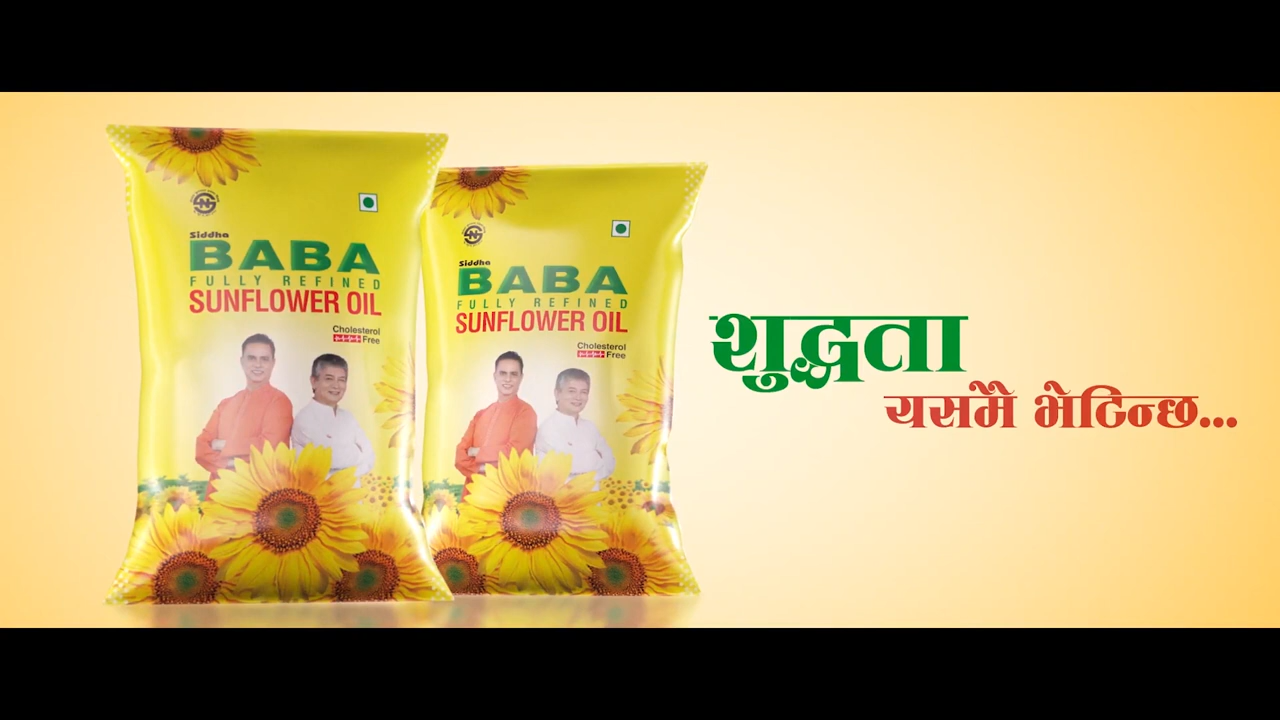 Siddha
BABA
FULLY REFINED
SUNFLOWER OIL
Cholesterol
Free
Siddha
BABA
FULLY REFINED
SUNFLOWER OIL
Cholesterol
Free
शुद्धता
यसमै भेटिन्छ...